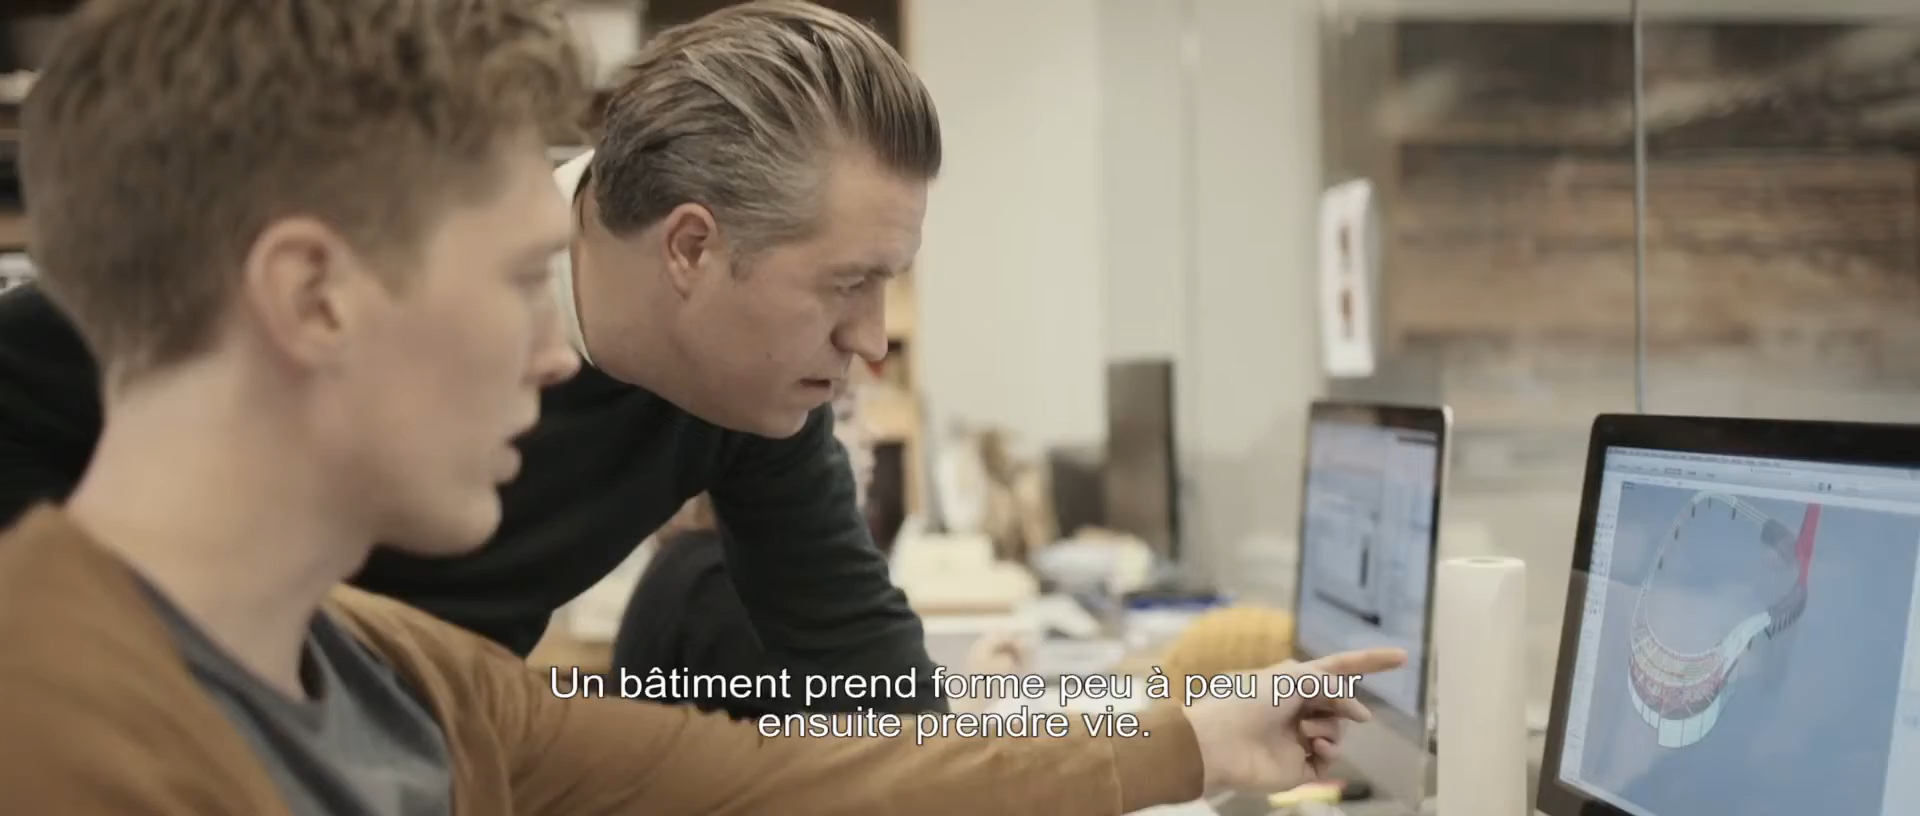 Un bâtiment prend forme peu à peu pour
ensuite prendre vie.